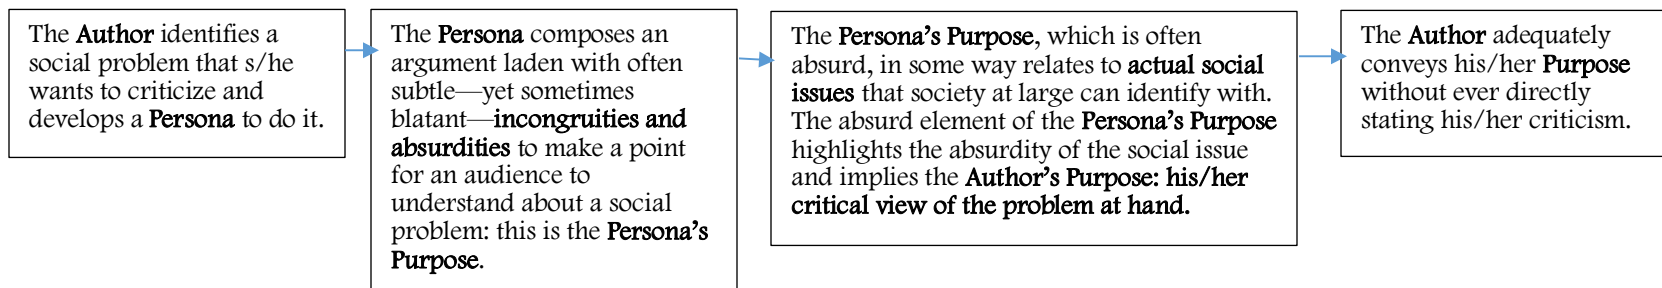 The Author identifies a
social problem that s/he
wants to criticize and
develops a Persona to do it.
The Persona composes an
argument laden with often
subtle—yet sometimes
blatant—incongruities and
absurdities to make a point
for an audience to
understand about a social
problem: this is the Persona's
Purpose.
The Persona's Purpose, which is often
absurd, in some way relates to actual social
issues that society at large can identify with.
The absurd element of the Persona's Purpose
highlights the absurdity of the social issue
and implies the Author's Purpose: his/her
critical view of the problem at hand.
The Author adequately
conveys his/her Purpose
without ever directly
stating his/her criticism.